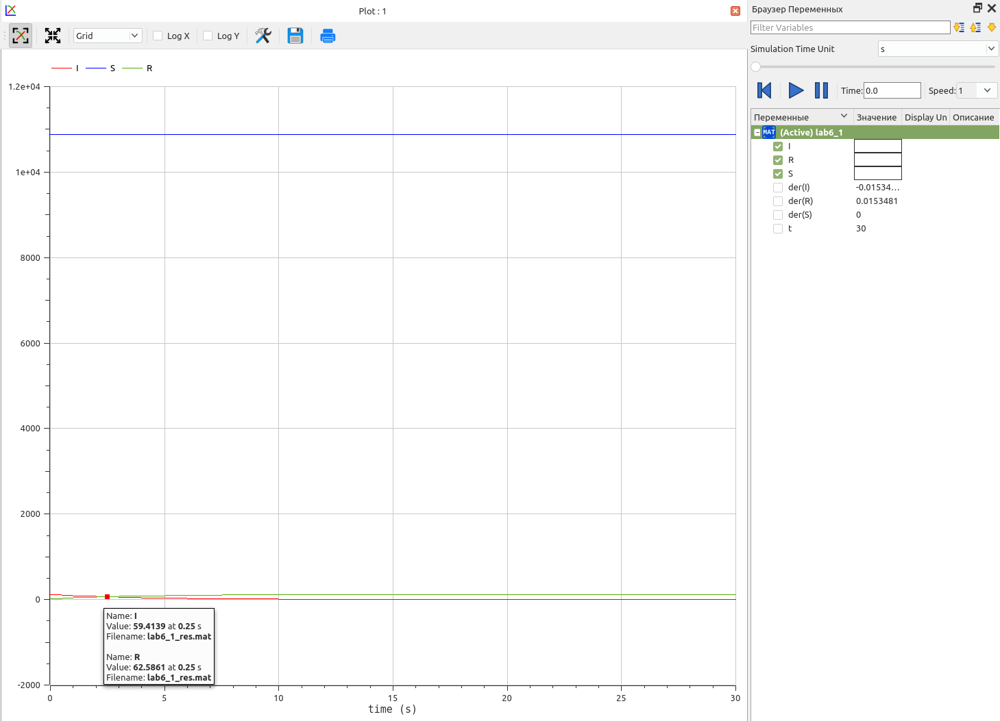 Plot : 1
Grid
Log X
Log Y
I S R
1.2e+04
1e+04
8000
6000
4000
2000
0
-2000
0 5 10 15 20 25 30
time (s)
Name: I
Value: 59.4139 at 0.25 s
Filename: lab6_1_res.mat
Name: R
Value: 62.5861 at 0.25 s
Filename: lab6_1_res.mat
Браузер Переменных
Filter Variables
Simulation Time Unit s
Time: 0.0 Speed: 1
Переменные Значение Display Un Описание
MAT (Active) lab6_1
I
R
S
der(I) -0.01534...
der(R) 0.0153481
der(S) 0
t 30